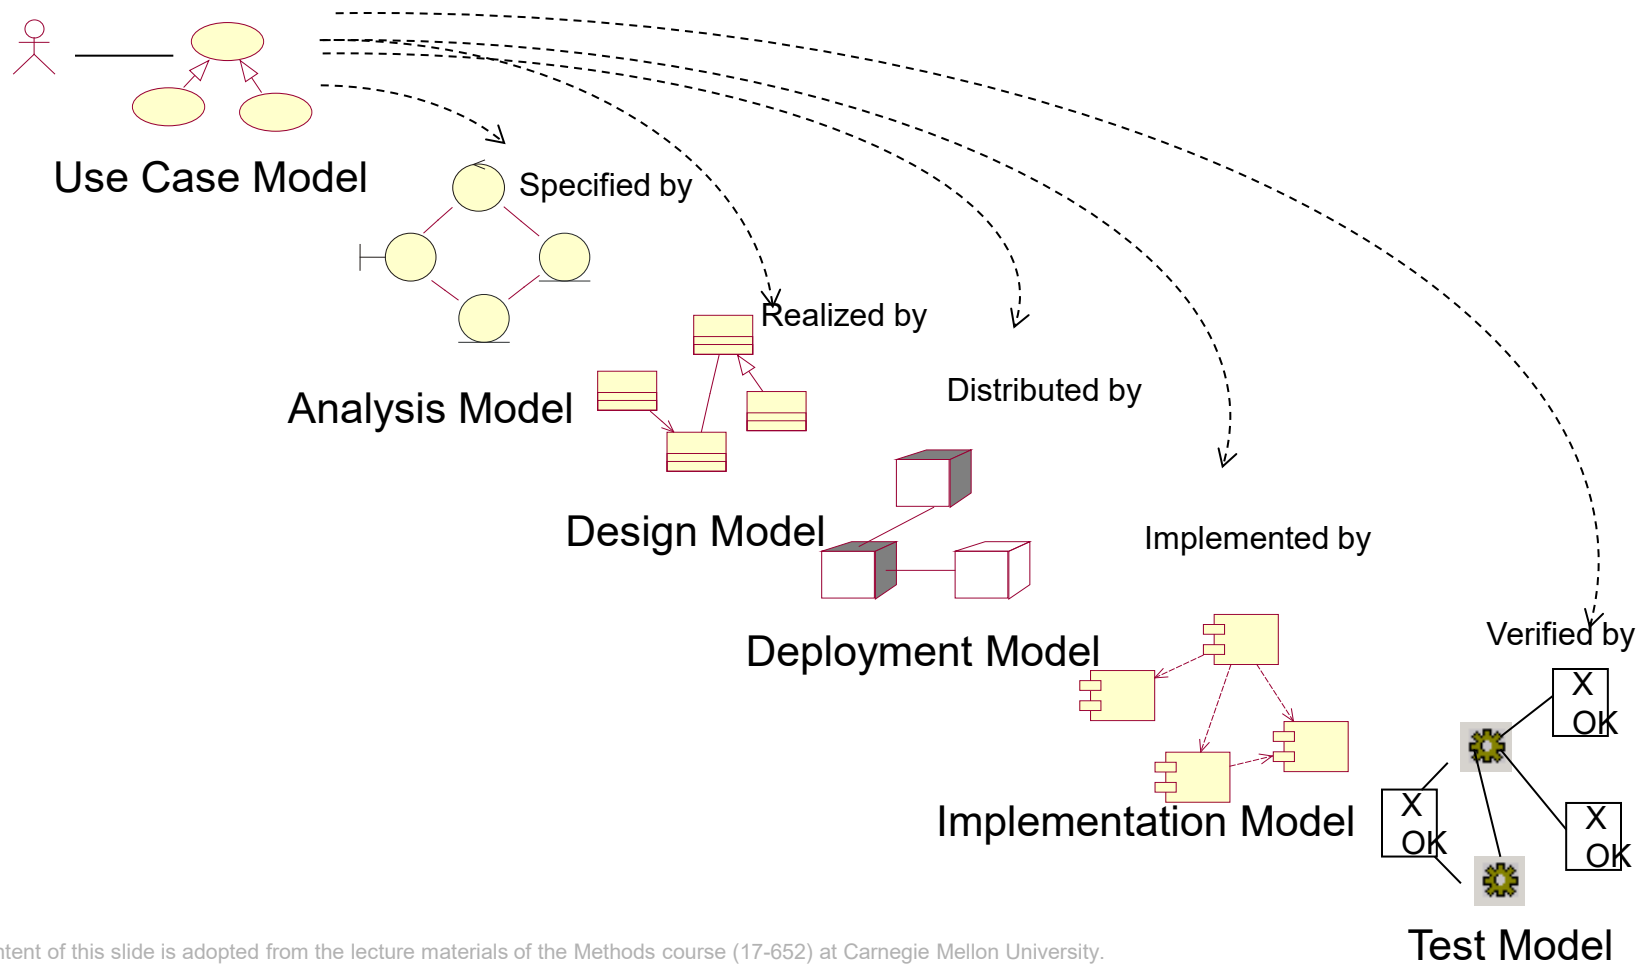 Use Case Model
Specified by
Analysis Model
Realized by
Design Model
Distributed by
Deployment Model
Implemented by
Implementation Model
Verified by
X
OK
X
OK
X
OK
Test Model
of this slide is adopted from the lecture materials of the Methods course (17-652) at Carnegie Mellon University.